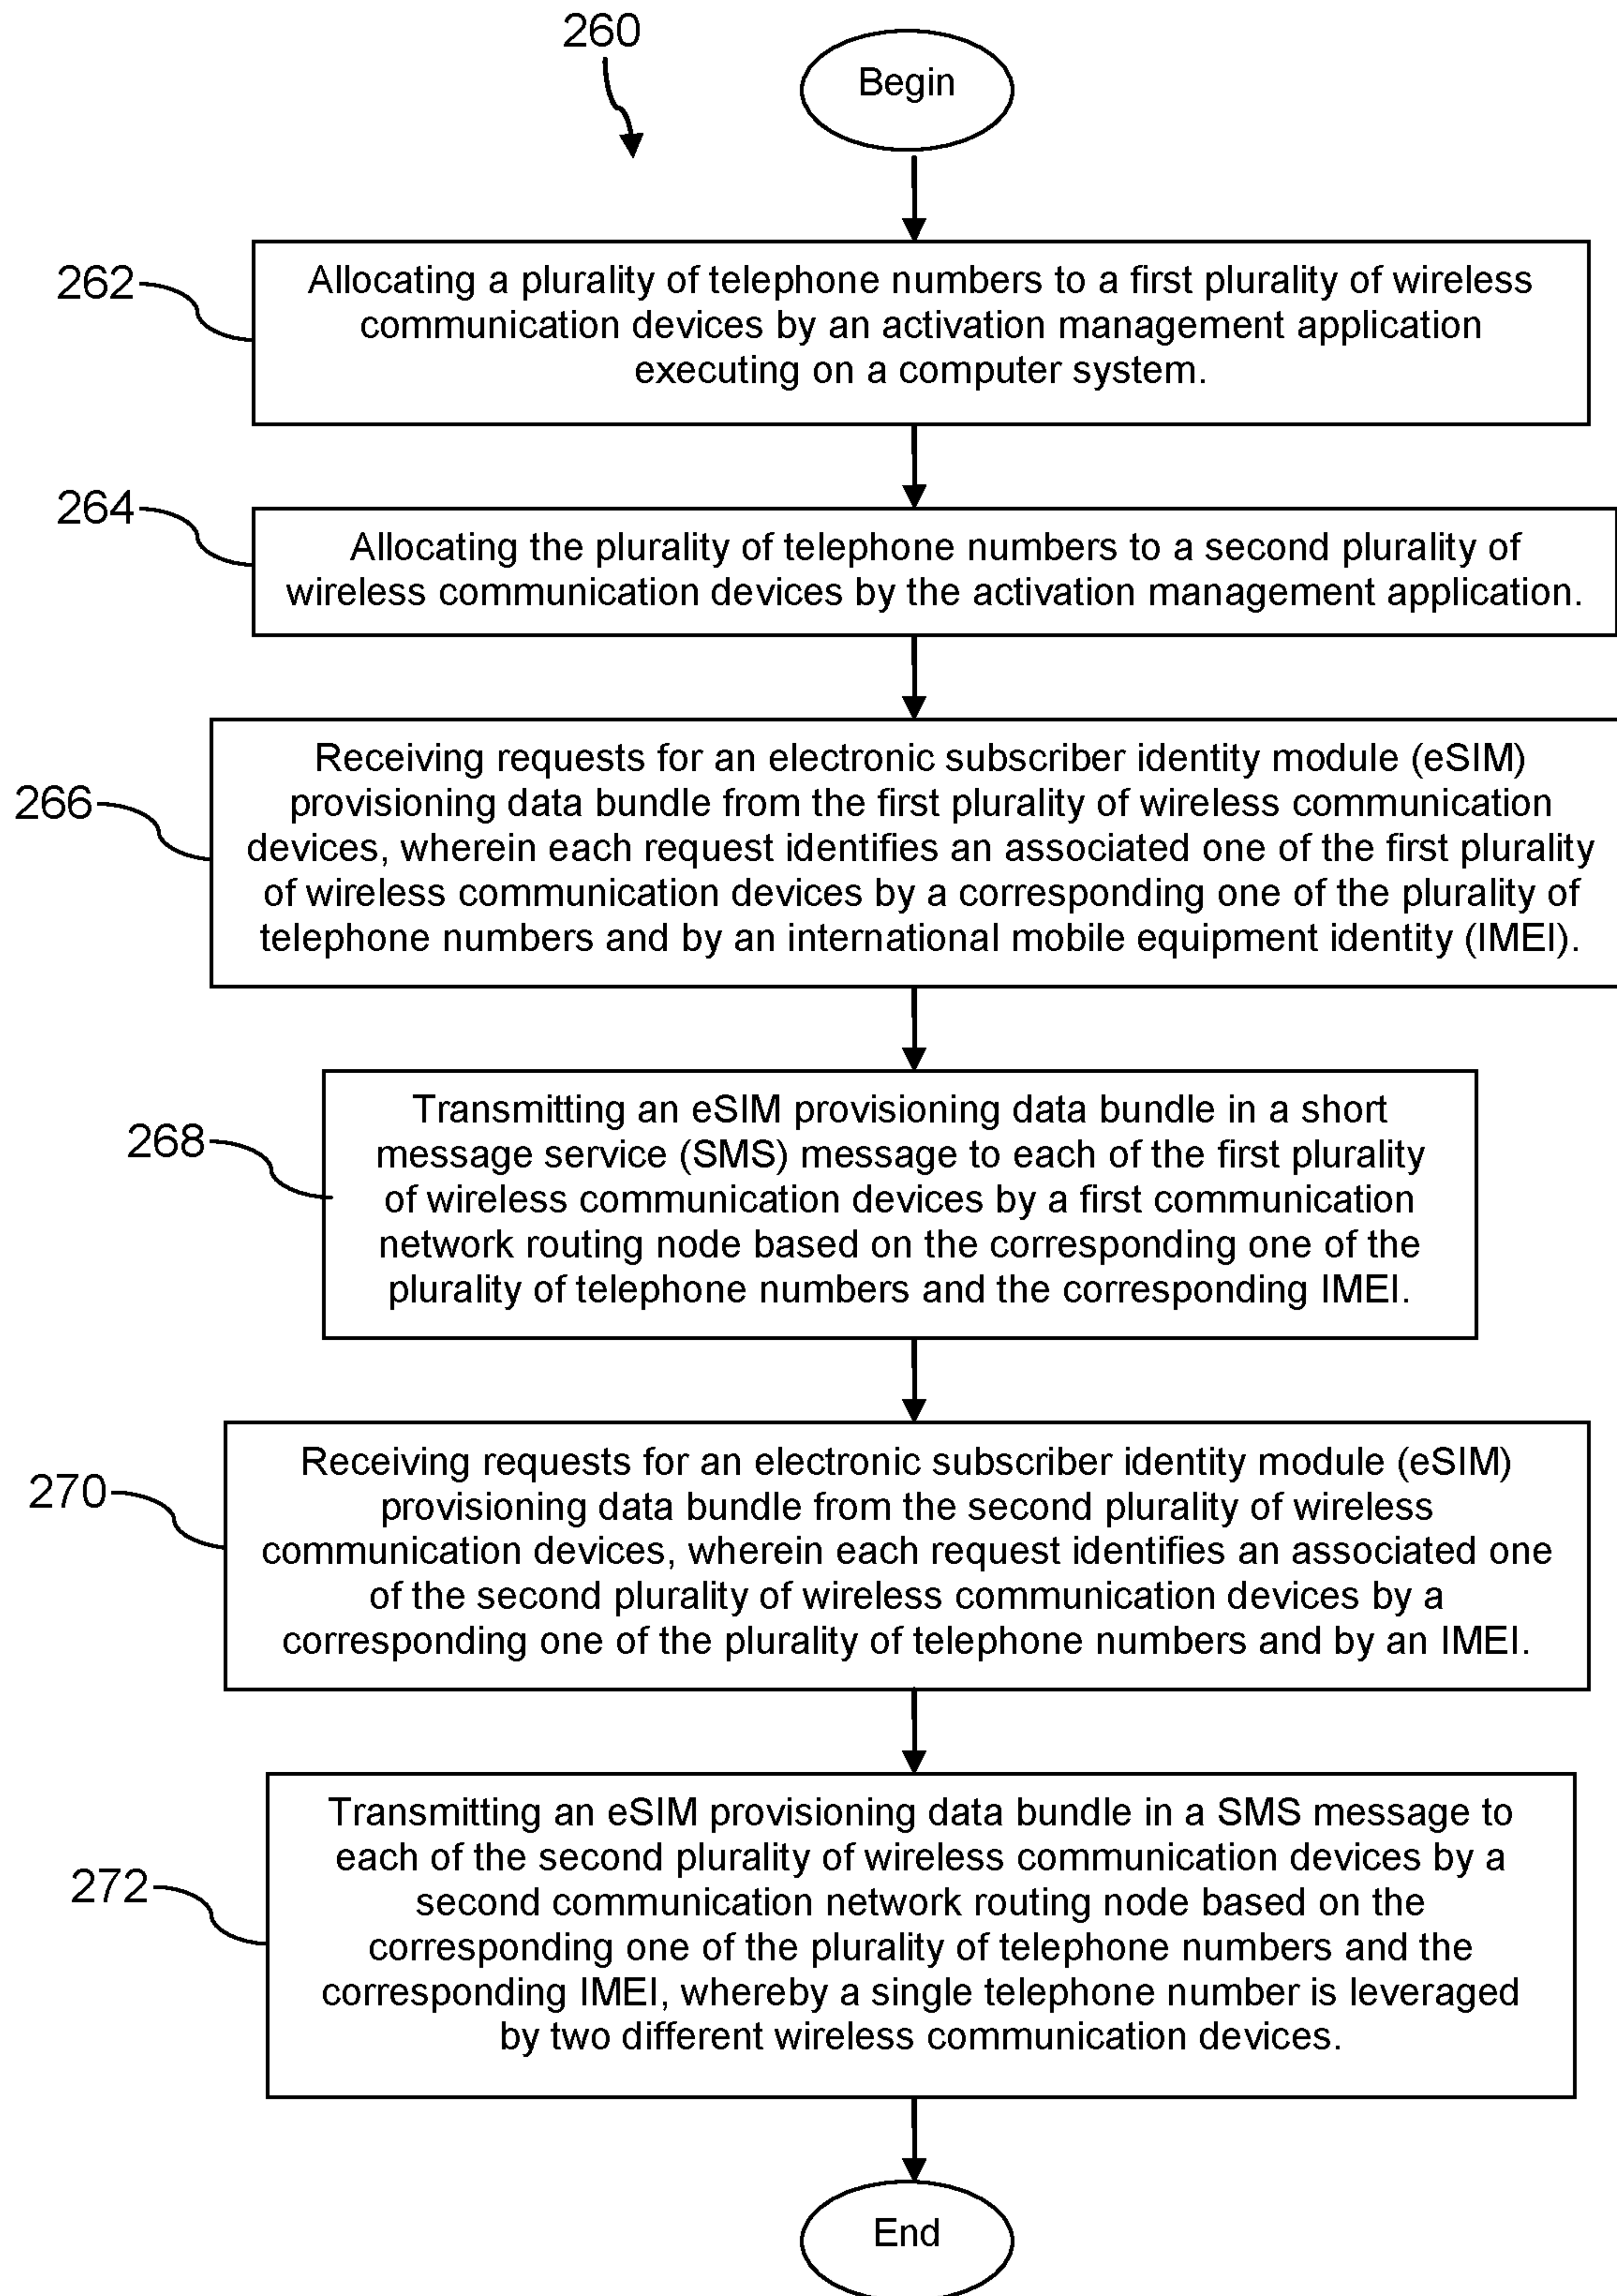 260
Begin
262
Allocating a plurality of telephone numbers to a first plurality of wireless
communication devices by an activation management application
executing on a computer system.
264
Allocating the plurality of telephone numbers to a second plurality of
wireless communication devices by the activation management application.
266
Receiving requests for an electronic subscriber identity module (eSIM)
provisioning data bundle from the first plurality of wireless communication
devices, wherein each request identifies an associated one of the first plurality
of wireless communication devices by a corresponding one of the plurality of
telephone numbers and by an international mobile equipment identity (IMEI).
268
Transmitting an eSIM provisioning data bundle in a short
message service (SMS) message to each of the first plurality
of wireless communication devices by a first communication
network routing node based on the corresponding one of the
plurality of telephone numbers and the corresponding IMEI.
270
Receiving requests for an electronic subscriber identity module (eSIM)
provisioning data bundle from the second plurality of wireless
communication devices, wherein each request identifies an associated one
of the second plurality of wireless communication devices by a
corresponding one of the plurality of telephone numbers and by an IMEI.
272
Transmitting an eSIM provisioning data bundle in a SMS message to
each of the second plurality of wireless communication devices by a
second communication network routing node based on the
corresponding one of the plurality of telephone numbers and the
corresponding IMEI, whereby a single telephone number is leveraged
by two different wireless communication devices.
End